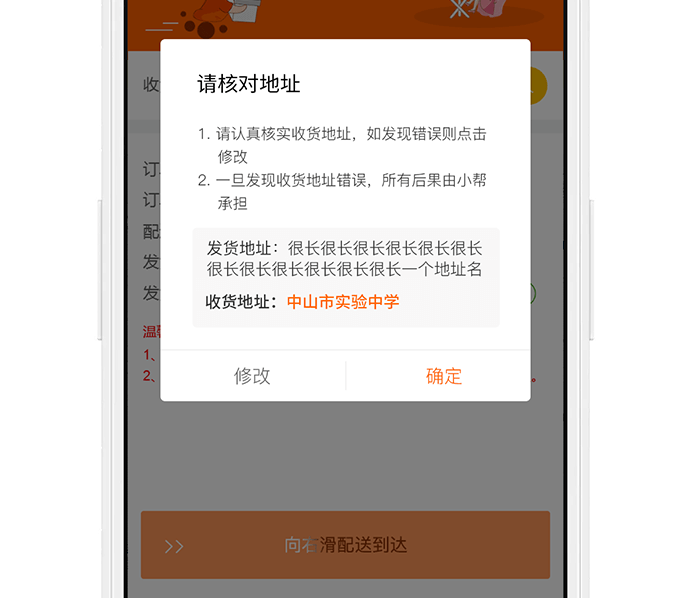 收
请核对地址
1. 请认真核实收货地址，如发现错误则点击
修改
2. 一旦发现收货地址错误，所有后果由小帮
承担
订
订
配
发
发货地址：很长很长很长很长很长很长
很长很长很长很长很长很长一个地址名
发
收货地址：中山市实验中学
温
1、
2、
修改
确定
>> 向右滑配送到达